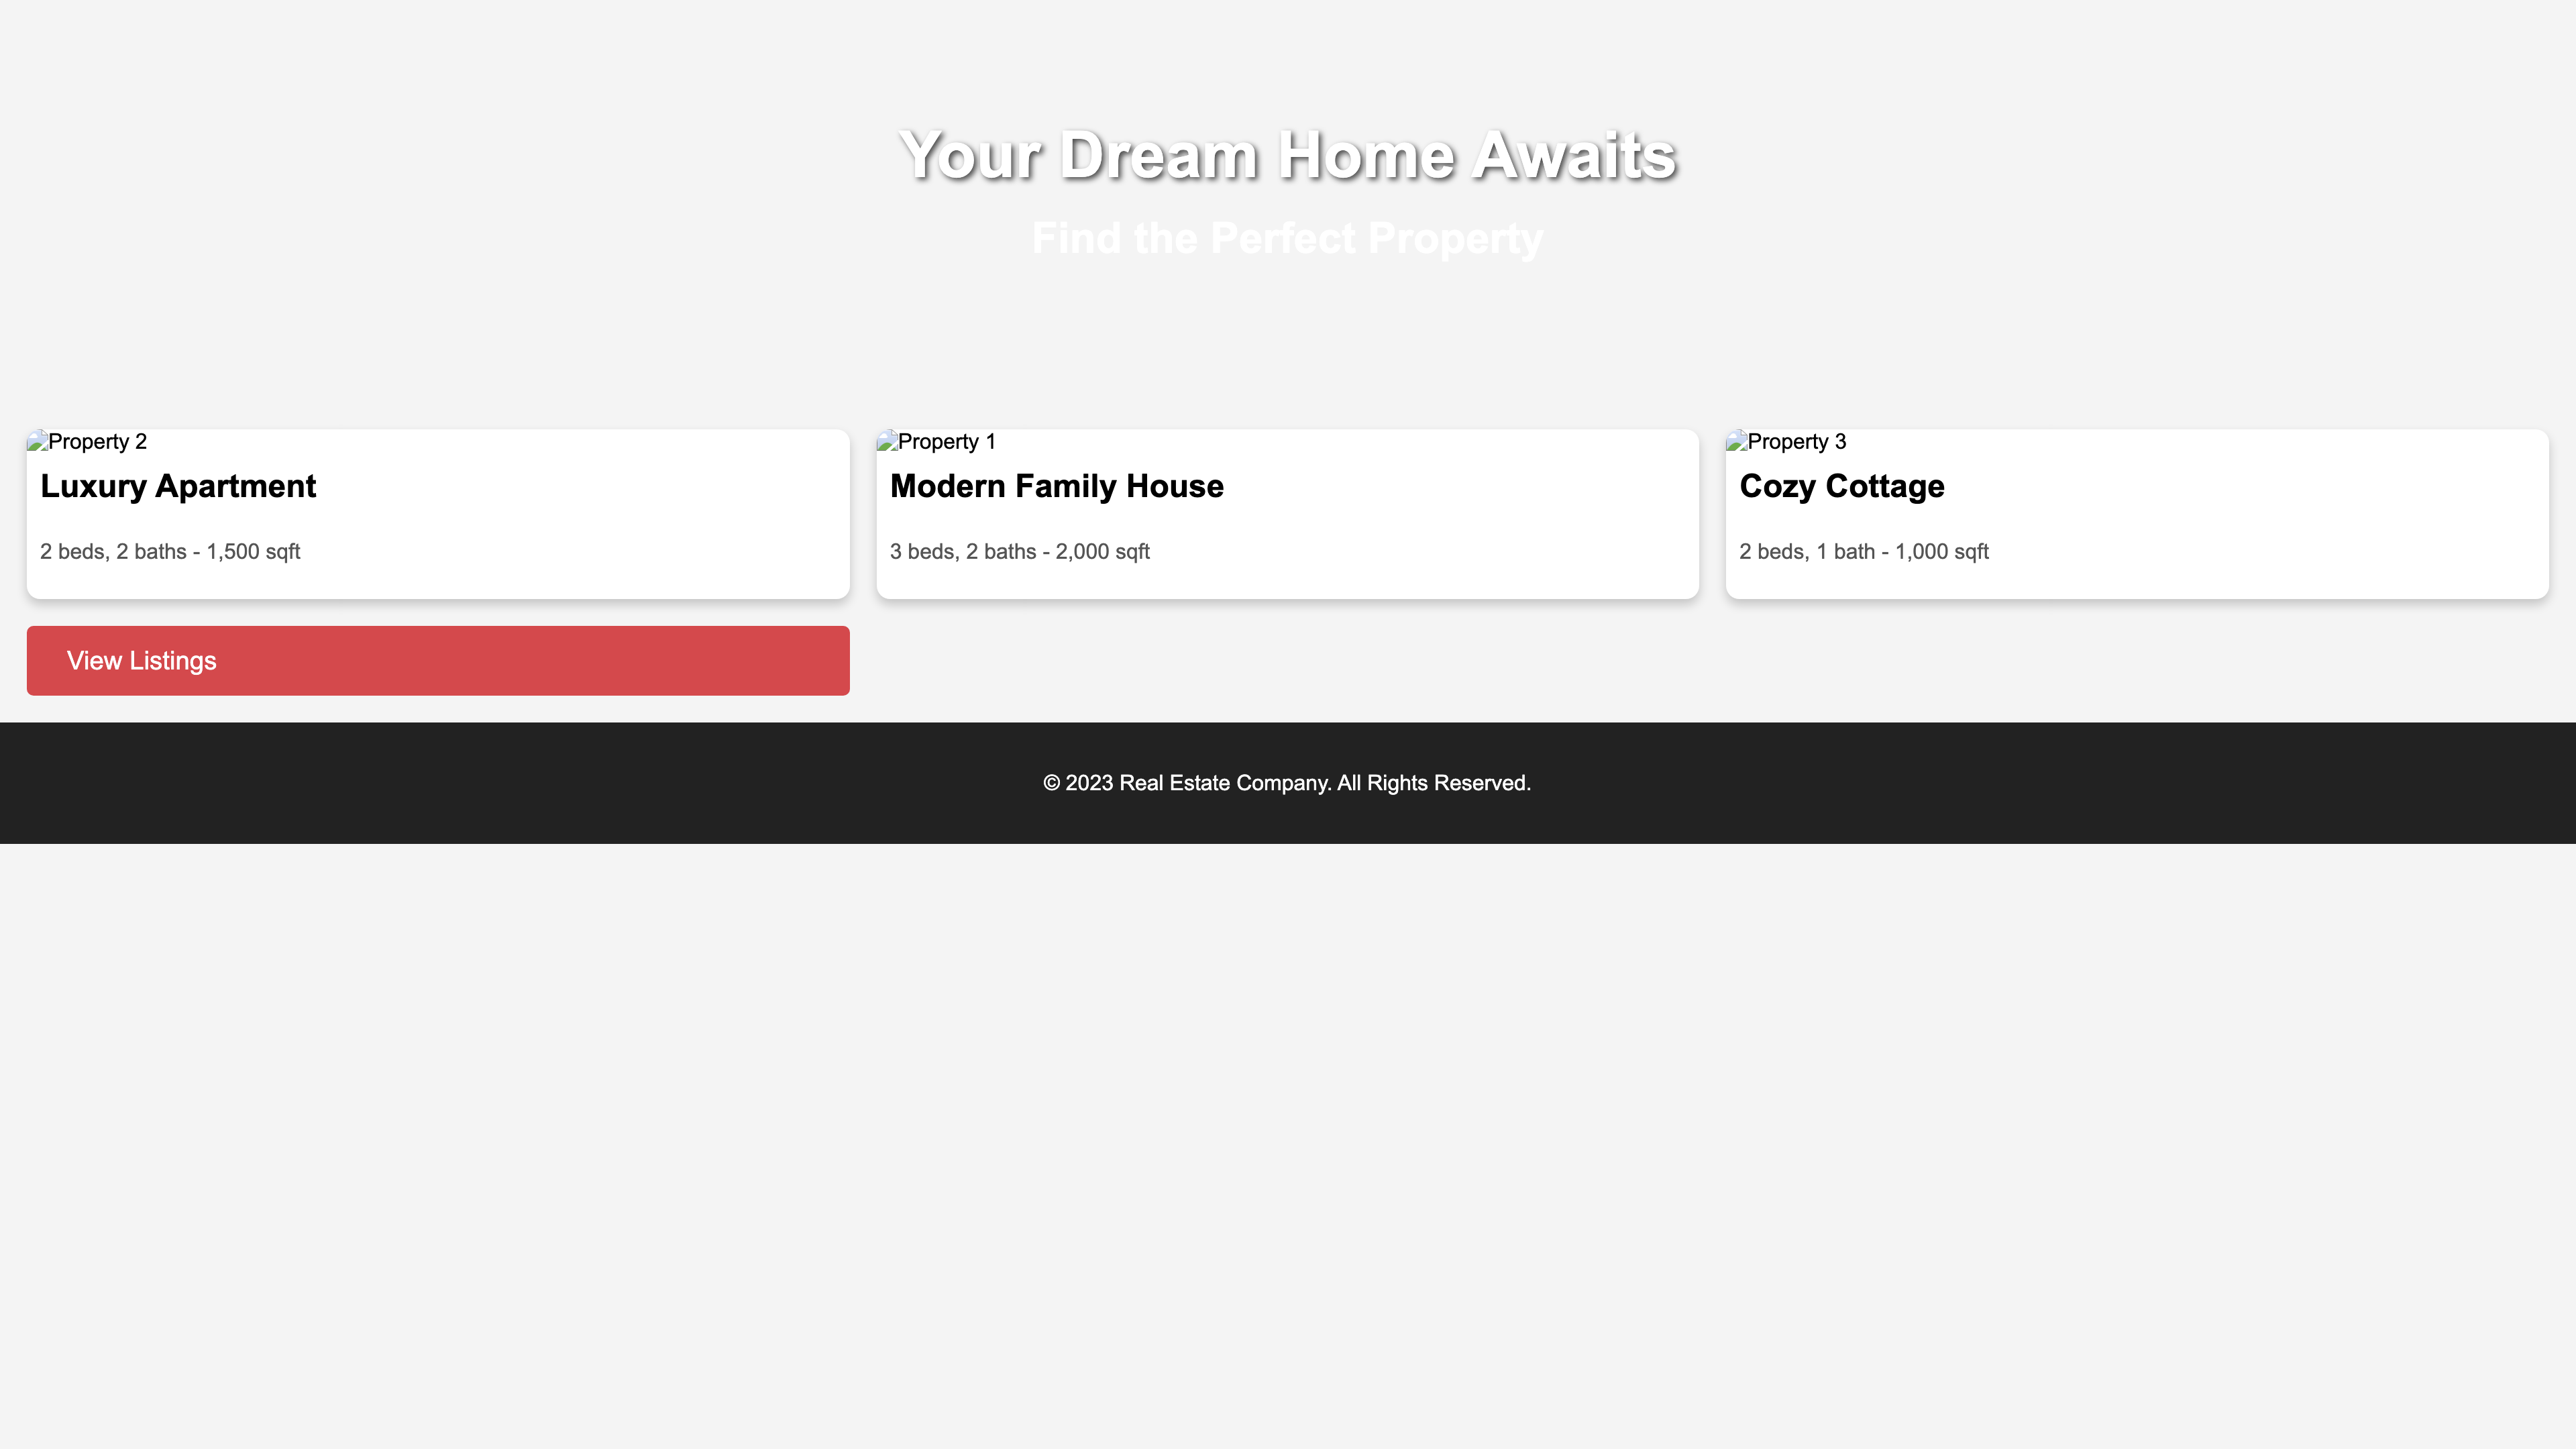 Your Dream Home Awaits
Find the Perfect Property
Property 2
Luxury Apartment
2 beds, 2 baths - 1,500 sqft
Property 1
Modern Family House
3 beds, 2 baths - 2,000 sqft
Property 3
Cozy Cottage
2 beds, 1 bath - 1,000 sqft
View Listings
© 2023 Real Estate Company. All Rights Reserved.